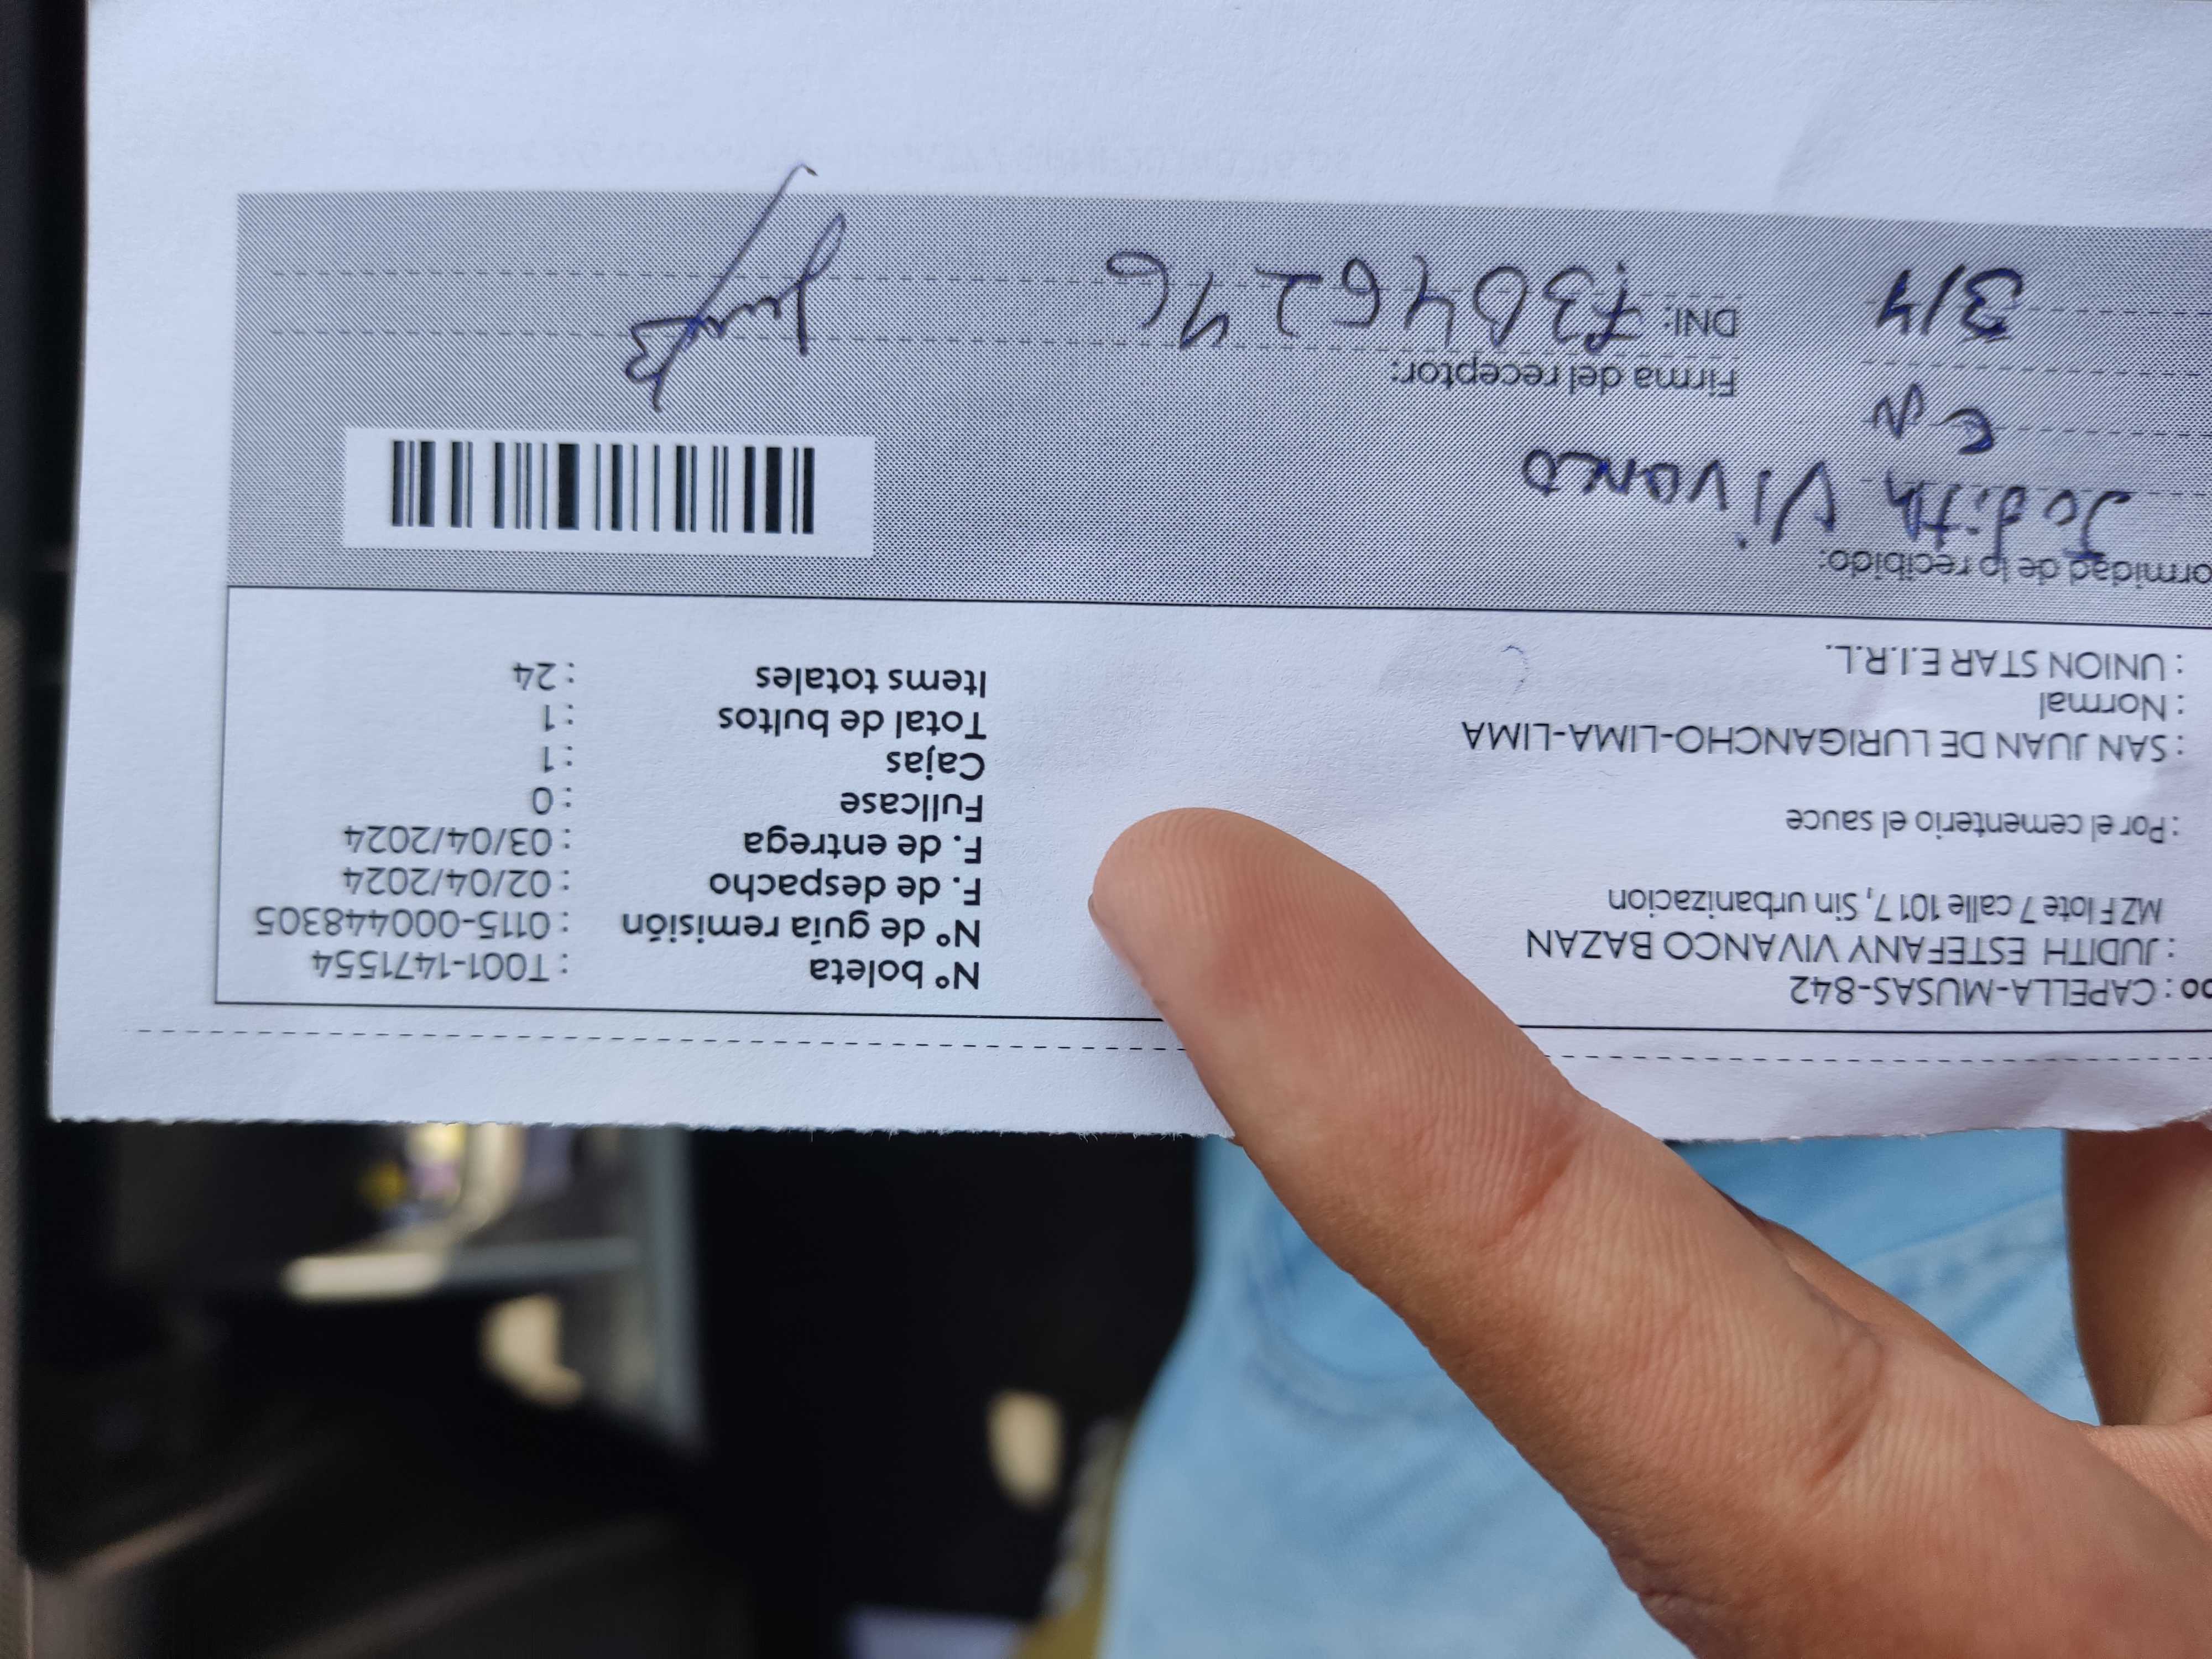 : CAPELLA-MUSAS-842
: JUDITH ESTEFANY VIVANCO BAZAN
MZ F lote 7 calle 1017, Sin urbanizacion
: Por el cementerio el sauce
: SAN JUAN DE LURIGANCHO-LIMA-LIMA
: Normal
: UNION STAR E.I.R.L.
N° boleta : T001-1471554
N° de guía remisión : 0115-000448305
F. de despacho : 02/04/2024
F. de entrega : 03/04/2024
Fullcase : 0
Cajas : 1
Total de bultos : 1
Items totales : 24
ormidad de lo recibido:
Judith Vivanco
3/4
Firma del receptor:
DNI: